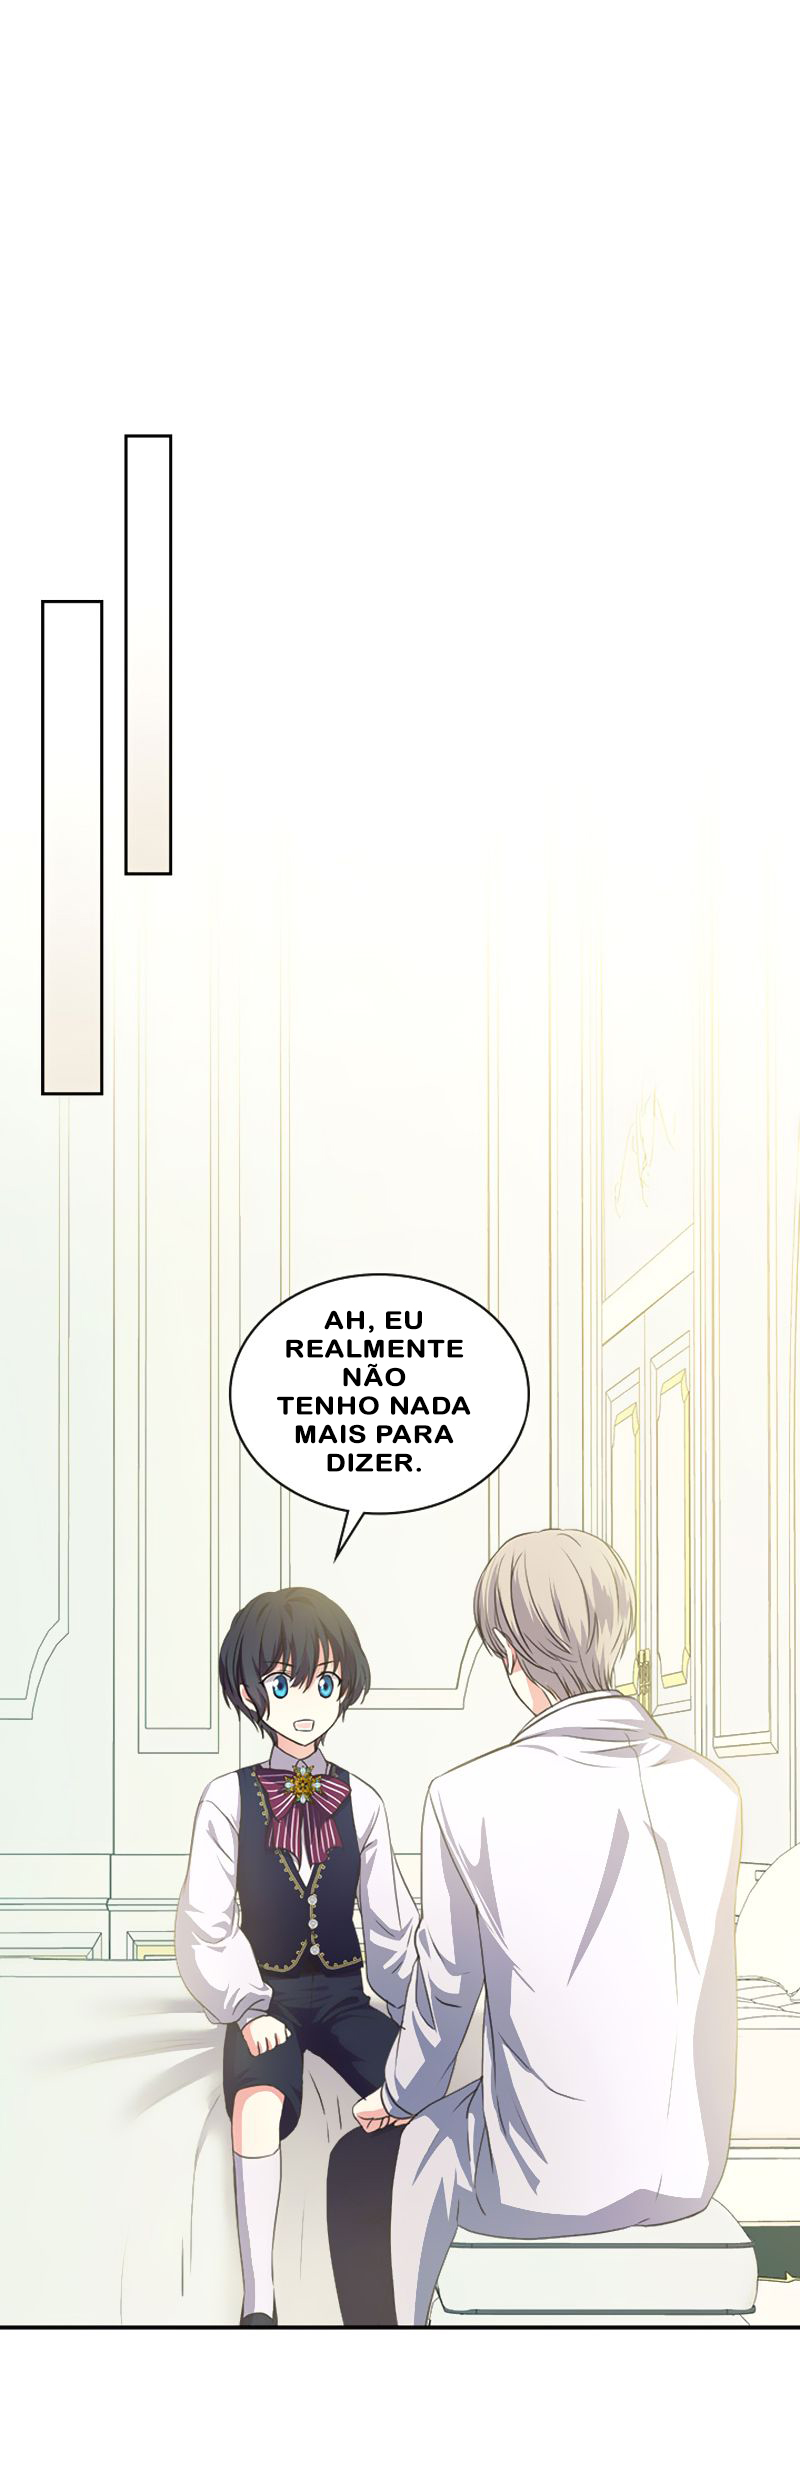 AH, EU
REALMENTE
NÃO
TENHO NADA
MAIS PARA
DIZER.